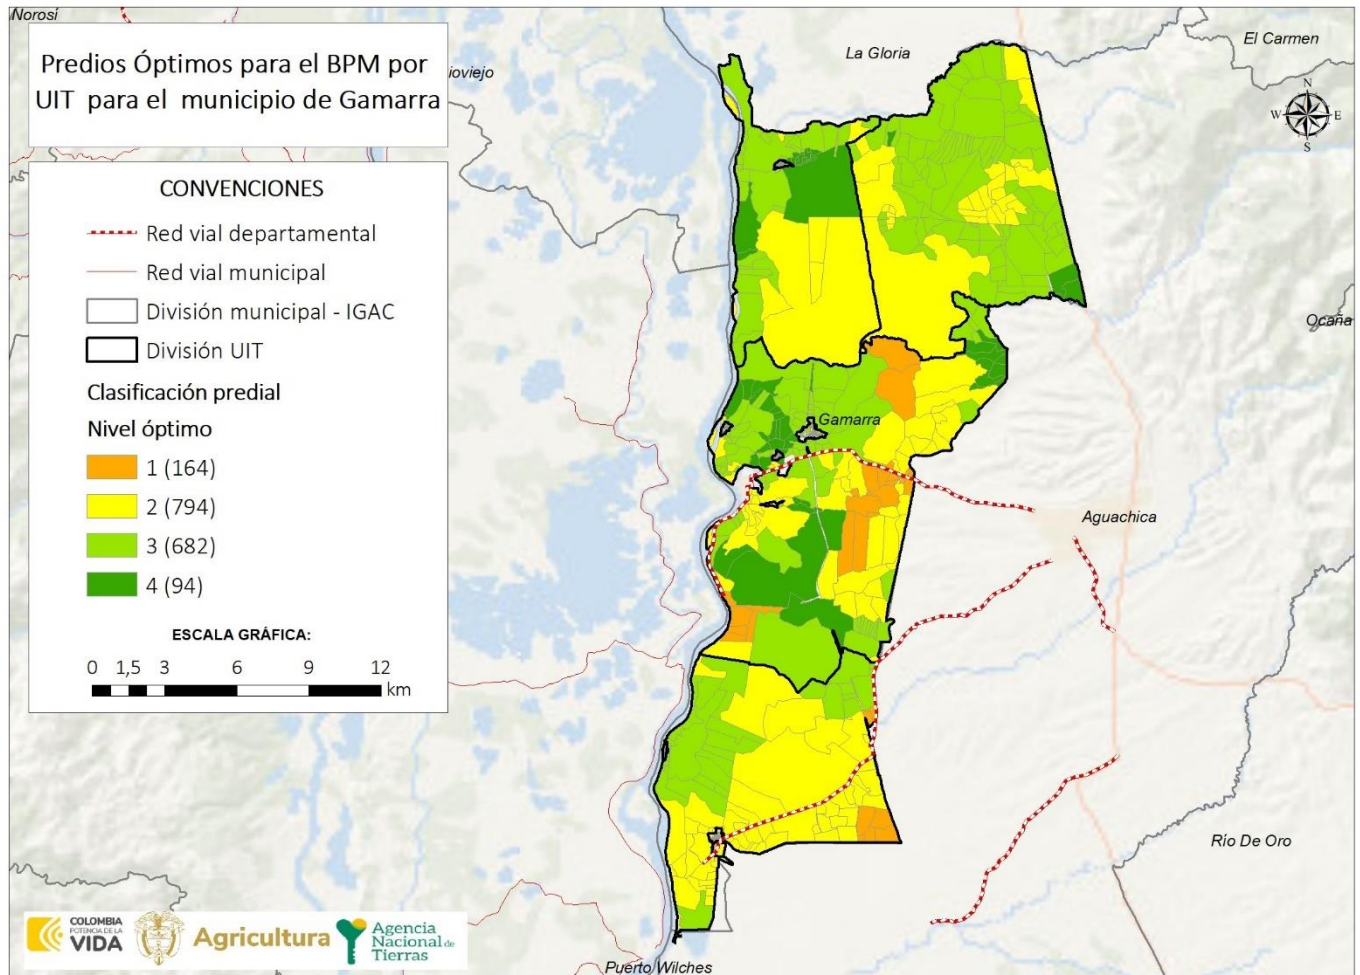 Norosí
Predios Óptimos para el BPM por
UIT para el municipio de Gamarra
ioviejo
La Gloria
El Carmen
N
W E
S
CONVENCIONES
Red vial departamental
Red vial municipal
División municipal - IGAC
División UIT
Clasificación predial
Nivel óptimo
1 (164)
2 (794)
3 (682)
4 (94)
ESCALA GRÁFICA:
0 1,5 3 6 9 12
km
Ocaña
Gamarra
Aguachica
Río De Oro
Puerto Wilches
COLOMBIA
POTENCIA DE LA
VIDA
Agricultura
Agencia
Nacional de
Tierras